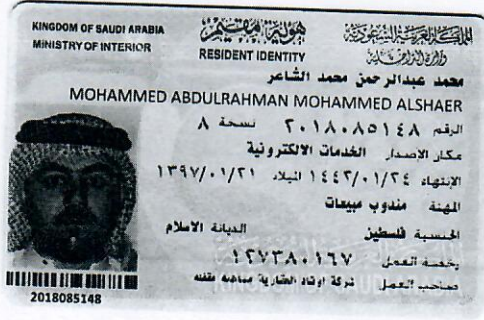 KINGDOM OF SAUDI ARABIA
MINISTRY OF INTERIOR
هوية مقيم
RESIDENT IDENTITY
المملكة العربية السعودية
وزارة الداخلية
محمد عبدالرحمن محمد الشاعر
MOHAMMED ABDULRAHMAN MOHAMMED ALSHAER
الرقم ٢٠١٨٠٨٥١٤٨ نسخة ٨
مكان الإصدار الخدمات الالكترونية
الإنتهاء ١٤٤٣/٠١/٢٤ الميلاد ١٣٩٧/٠١/٢١
المهنة مندوب مبيعات
الجنسية فلسطين الديانة الاسلام
رخصة العمل ١٢٧٣٨٠١٦٧
صاحب العمل شركة اوتاد العقارية
2018085148